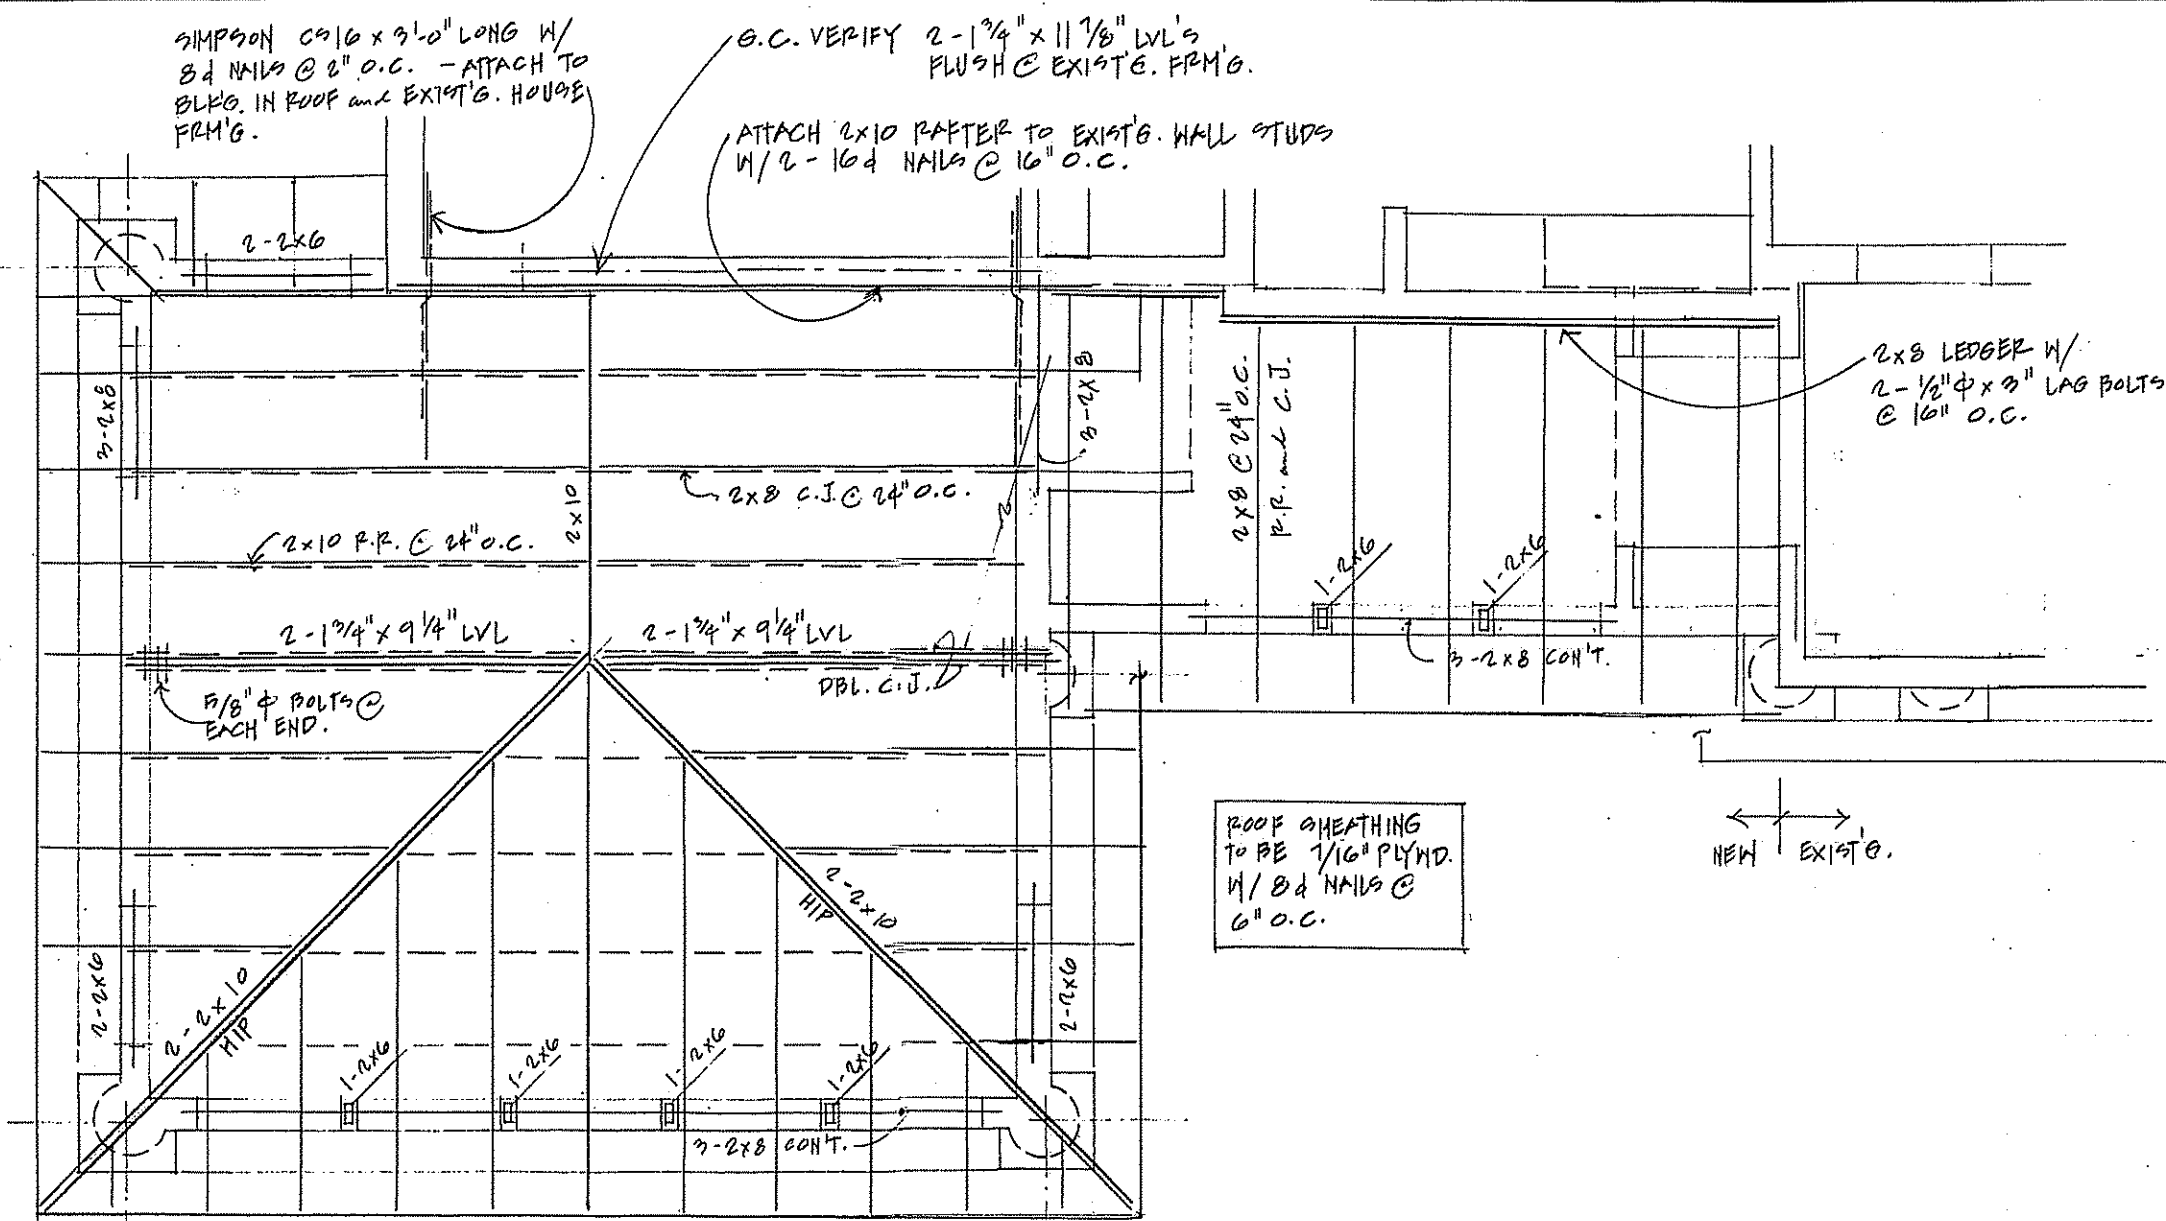 SIMPSON CS16 x 3'-0" LONG W/
8d NAILS @ 2" O.C. - ATTACH TO
BLK'G. IN ROOF and EXIST'G. HOUSE
FRM'G.
G.C. VERIFY 2-1 3/4" x 11 7/8" LVL'S
FLUSH @ EXIST'G. FRM'G.
ATTACH 2x10 RAFTER TO EXIST'G. WALL STUDS
W/ 2-16d NAILS @ 16" O.C.
2-2x6
3-2x8
3-2x8
2x8 @ 24" O.C.
R.R. and C.J.
2x8 LEDGER W/
2-1/2"ϕ x 3" LAG BOLTS
@ 16" O.C.
2x8 C.J. @ 24" O.C.
2x10
2x10 R.R. @ 24" O.C.
1-2x6
1-2x6
2-1 3/4" x 9 1/4" LVL
2-1 3/4" x 9 1/4" LVL
3-2x8 CON'T.
DBL. C.J.
5/8" ϕ BOLTS @
EACH END.
ROOF SHEATHING
TO BE 7/16" PLYWD.
W/ 8d NAILS @
6" O.C.
NEW EXIST'G.
2-2x10
HIP
2-2x6
2-2x10
HIP
2-2x6
1-2x6
1-2x6
1-2x6
1-2x6
3-2x8 CON'T.